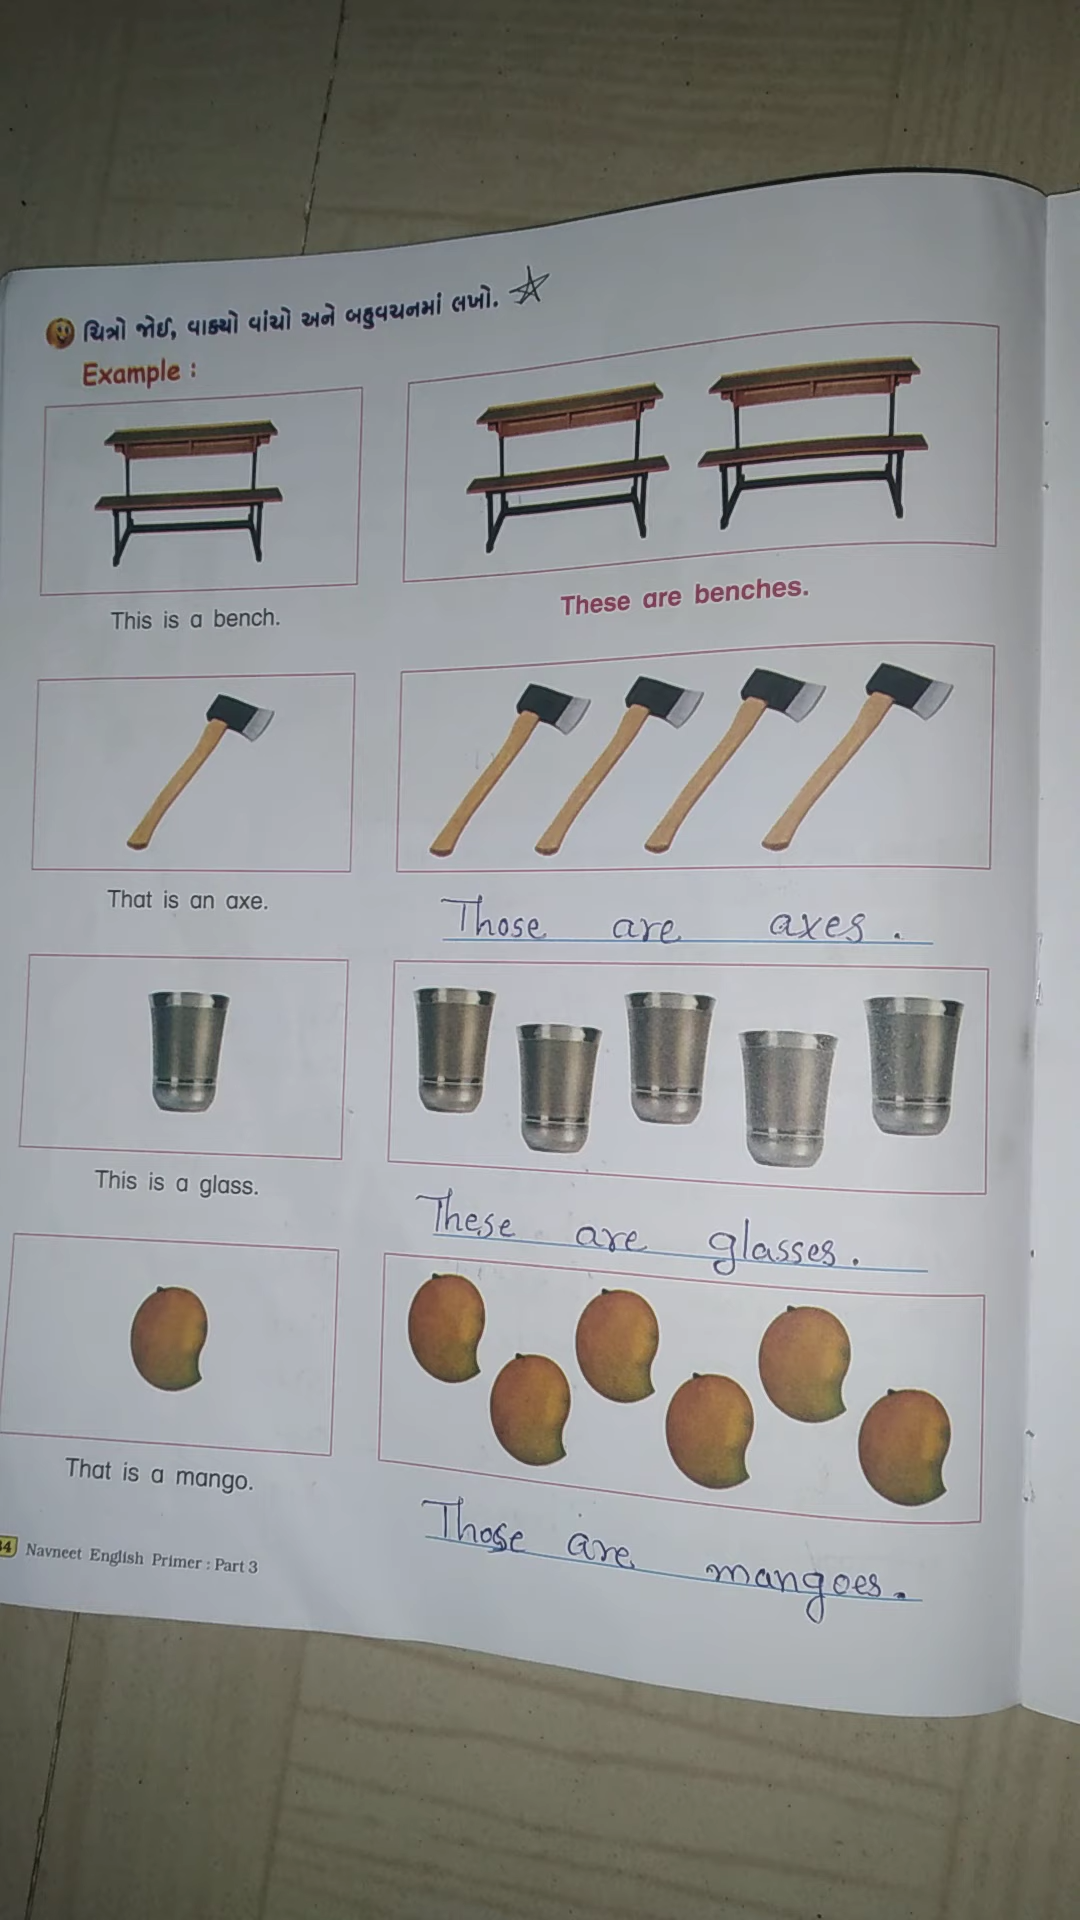 ચિત્રો જોઈ, વાક્યો વાંચો અને બહુવચનમાં લખો.
Example :
This is a bench.
These are benches.
That is an axe.
Those are axes.
This is a glass.
These are glasses.
That is a mango.
Those are mangoes.
Navneet English Primer : Part 3